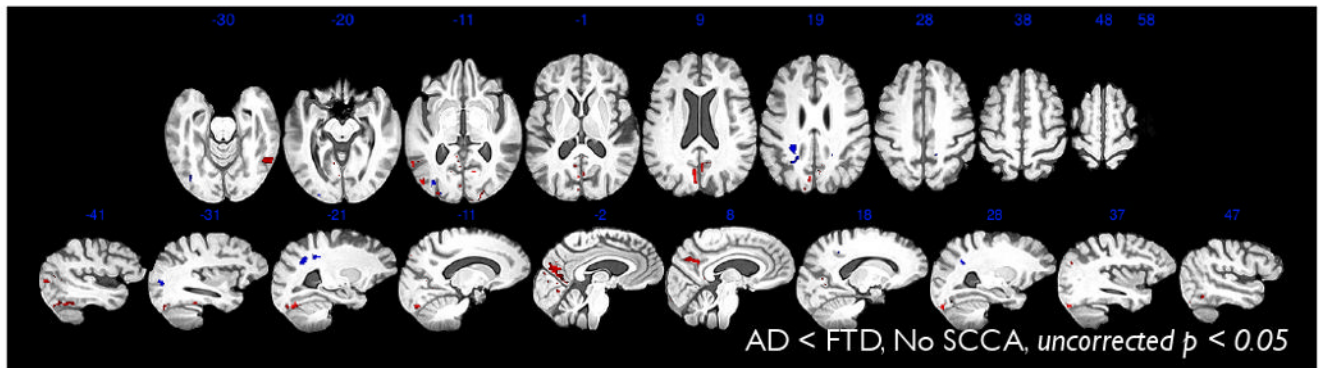 -30 -20 -11 -1 9 19 28 38 48 58
-41 -31 -21 -11 -2 8 18 28 37 47
AD < FTD, No SCCA, uncorrected p < 0.05